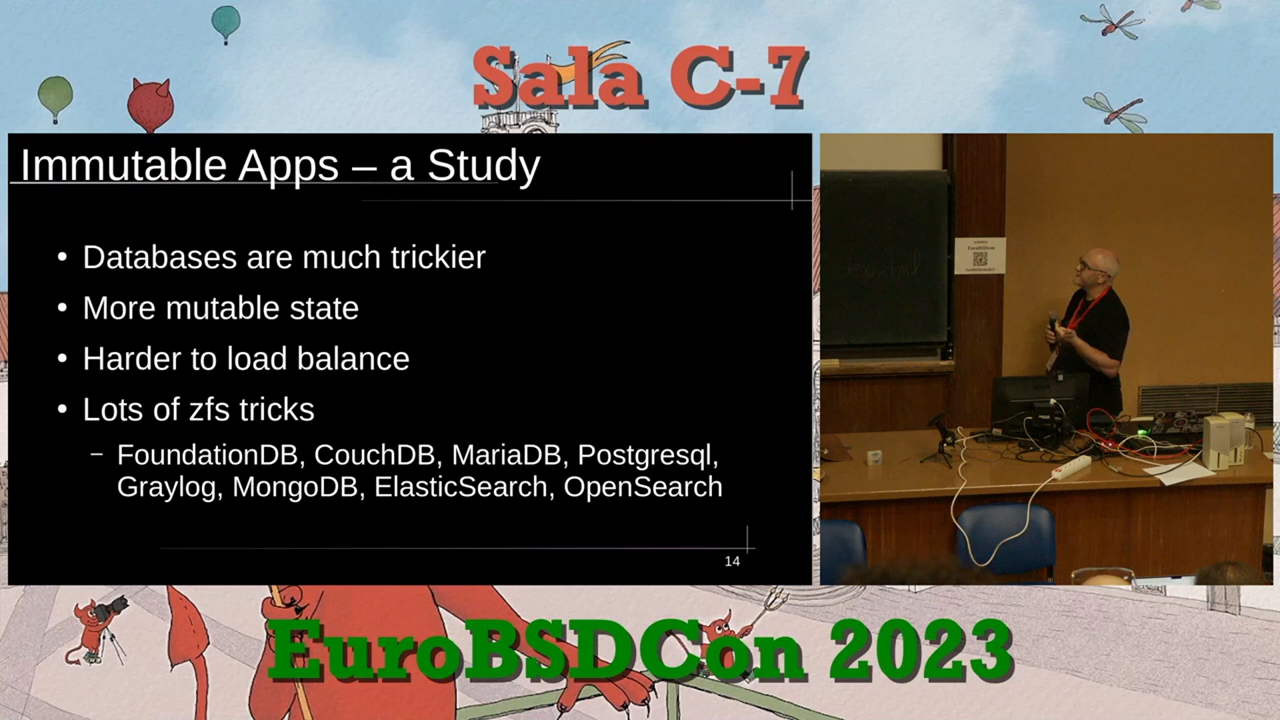 Sala C-7
Immutable Apps – a Study
• Databases are much trickier
• More mutable state
• Harder to load balance
• Lots of zfs tricks
– FoundationDB, CouchDB, MariaDB, Postgresql,
Graylog, MongoDB, ElasticSearch, OpenSearch
14
EuroBSDCon 2023